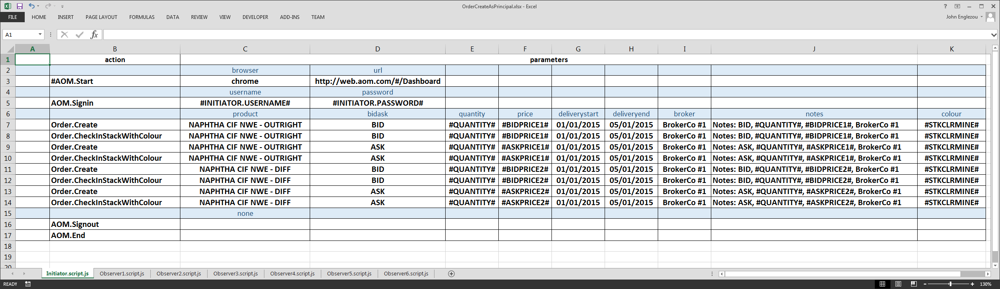 OrderCreateAsPrincipal.xlsx - Excel
FILE HOME INSERT PAGE LAYOUT FORMULAS DATA REVIEW VIEW DEVELOPER ADD-INS TEAM John Englezou
A1 fx
A B C D E F G H I J K
1 action parameters
2 browser url
3 #AOM.Start chrome http://web.aom.com/#/Dashboard
4 username password
5 AOM.Signin #INITIATOR.USERNAME# #INITIATOR.PASSWORD#
6 product bidask quantity price deliverystart deliveryend broker notes colour
7 Order.Create NAPHTHA CIF NWE - OUTRIGHT BID #QUANTITY# #BIDPRICE1# 01/01/2015 05/01/2015 BrokerCo #1 Notes: BID, #QUANTITY#, #BIDPRICE1#, BrokerCo #1 #STKCLRMINE#
8 Order.CheckInStackWithColour NAPHTHA CIF NWE - OUTRIGHT BID #QUANTITY# #BIDPRICE1# 01/01/2015 05/01/2015 BrokerCo #1 Notes: BID, #QUANTITY#, #BIDPRICE1#, BrokerCo #1 #STKCLRMINE#
9 Order.Create NAPHTHA CIF NWE - OUTRIGHT ASK #QUANTITY# #ASKPRICE1# 01/01/2015 05/01/2015 BrokerCo #1 Notes: ASK, #QUANTITY#, #ASKPRICE1#, BrokerCo #1 #STKCLRMINE#
10 Order.CheckInStackWithColour NAPHTHA CIF NWE - OUTRIGHT ASK #QUANTITY# #ASKPRICE1# 01/01/2015 05/01/2015 BrokerCo #1 Notes: ASK, #QUANTITY#, #ASKPRICE1#, BrokerCo #1 #STKCLRMINE#
11 Order.Create NAPHTHA CIF NWE - DIFF BID #QUANTITY# #BIDPRICE2# 01/01/2015 05/01/2015 BrokerCo #1 Notes: BID, #QUANTITY#, #BIDPRICE2#, BrokerCo #1 #STKCLRMINE#
12 Order.CheckInStackWithColour NAPHTHA CIF NWE - DIFF BID #QUANTITY# #BIDPRICE2# 01/01/2015 05/01/2015 BrokerCo #1 Notes: BID, #QUANTITY#, #BIDPRICE2#, BrokerCo #1 #STKCLRMINE#
13 Order.Create NAPHTHA CIF NWE - DIFF ASK #QUANTITY# #ASKPRICE2# 01/01/2015 05/01/2015 BrokerCo #1 Notes: ASK, #QUANTITY#, #ASKPRICE2#, BrokerCo #1 #STKCLRMINE#
14 Order.CheckInStackWithColour NAPHTHA CIF NWE - DIFF ASK #QUANTITY# #ASKPRICE2# 01/01/2015 05/01/2015 BrokerCo #1 Notes: ASK, #QUANTITY#, #ASKPRICE2#, BrokerCo #1 #STKCLRMINE#
15 none
16 AOM.Signout
17 AOM.End
18
19
20
Initiator.script.js Observer1.script.js Observer2.script.js Observer3.script.js Observer4.script.js Observer5.script.js Observer6.script.js
READY 130%